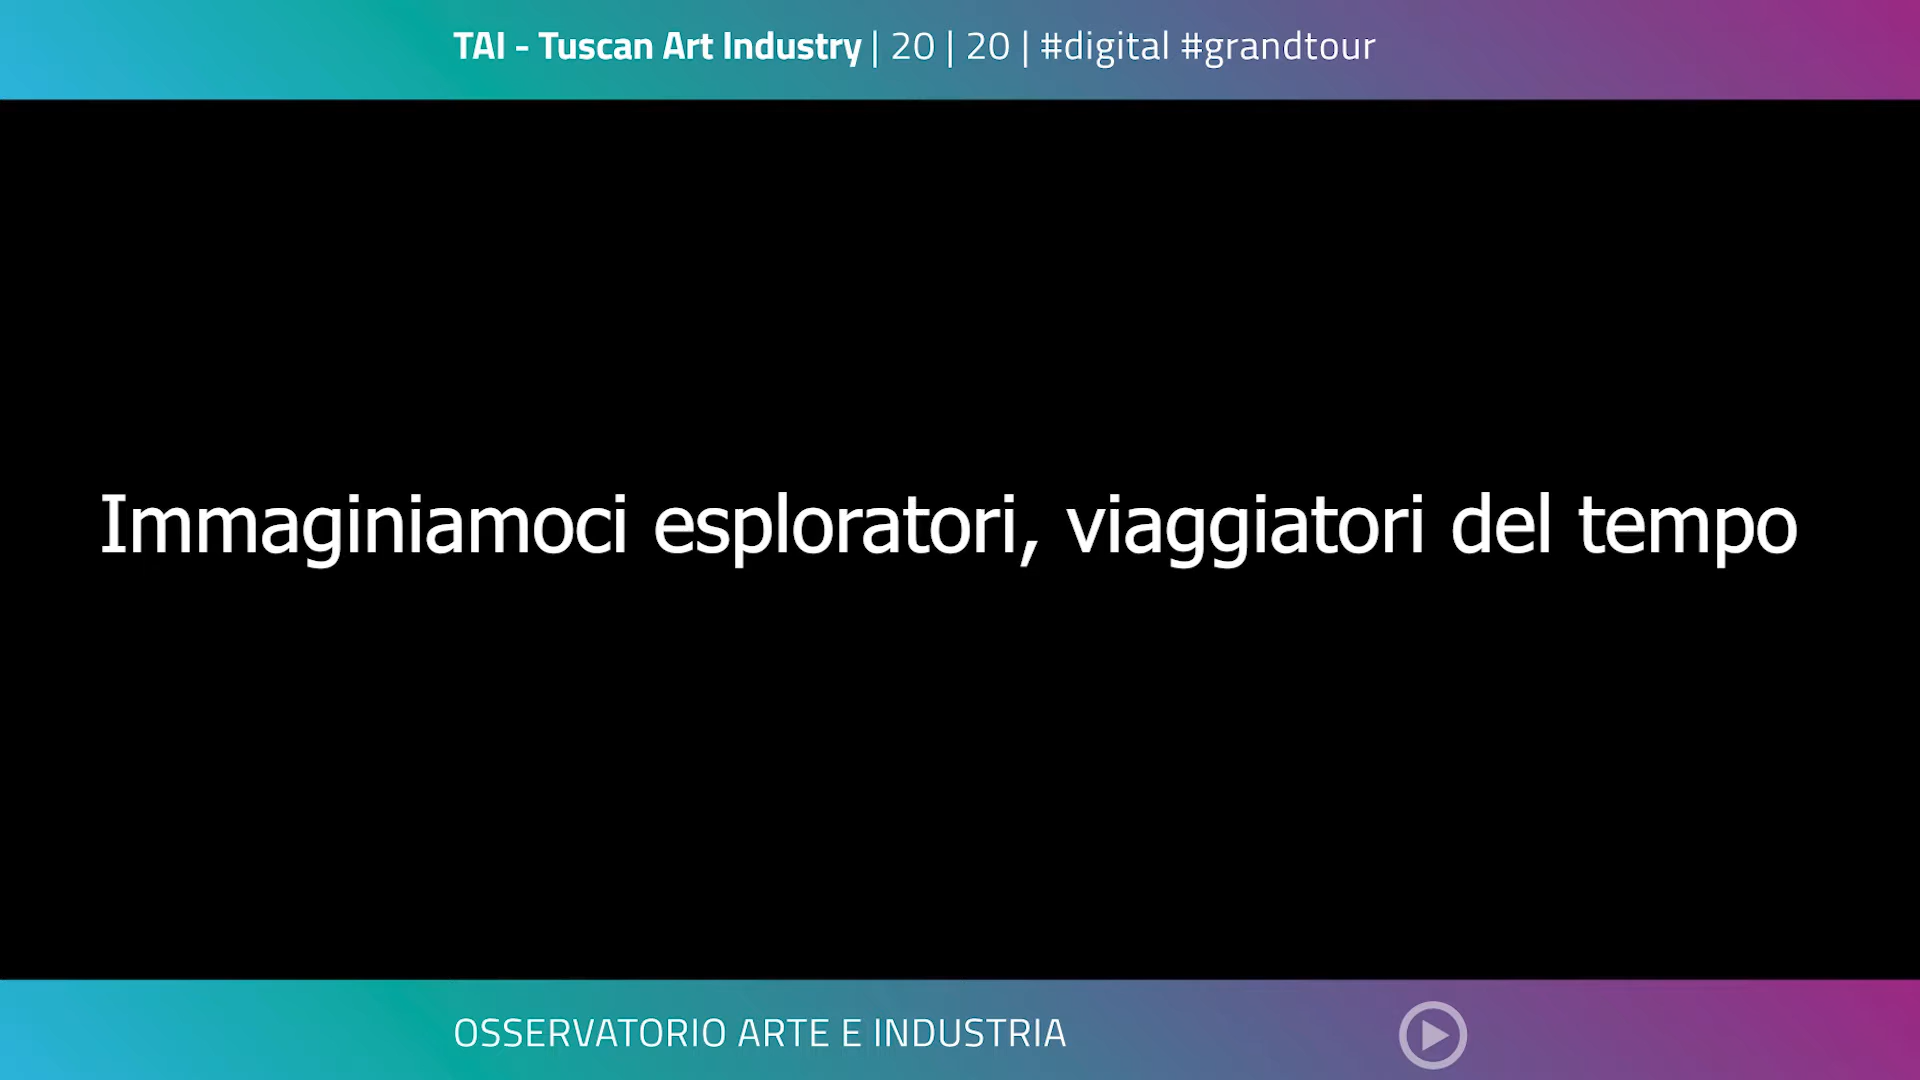 TAI - Tuscan Art Industry | 20 | 20 | #digital #grandtour
Immaginiamoci esploratori, viaggiatori del tempo
OSSERVATORIO ARTE E INDUSTRIA